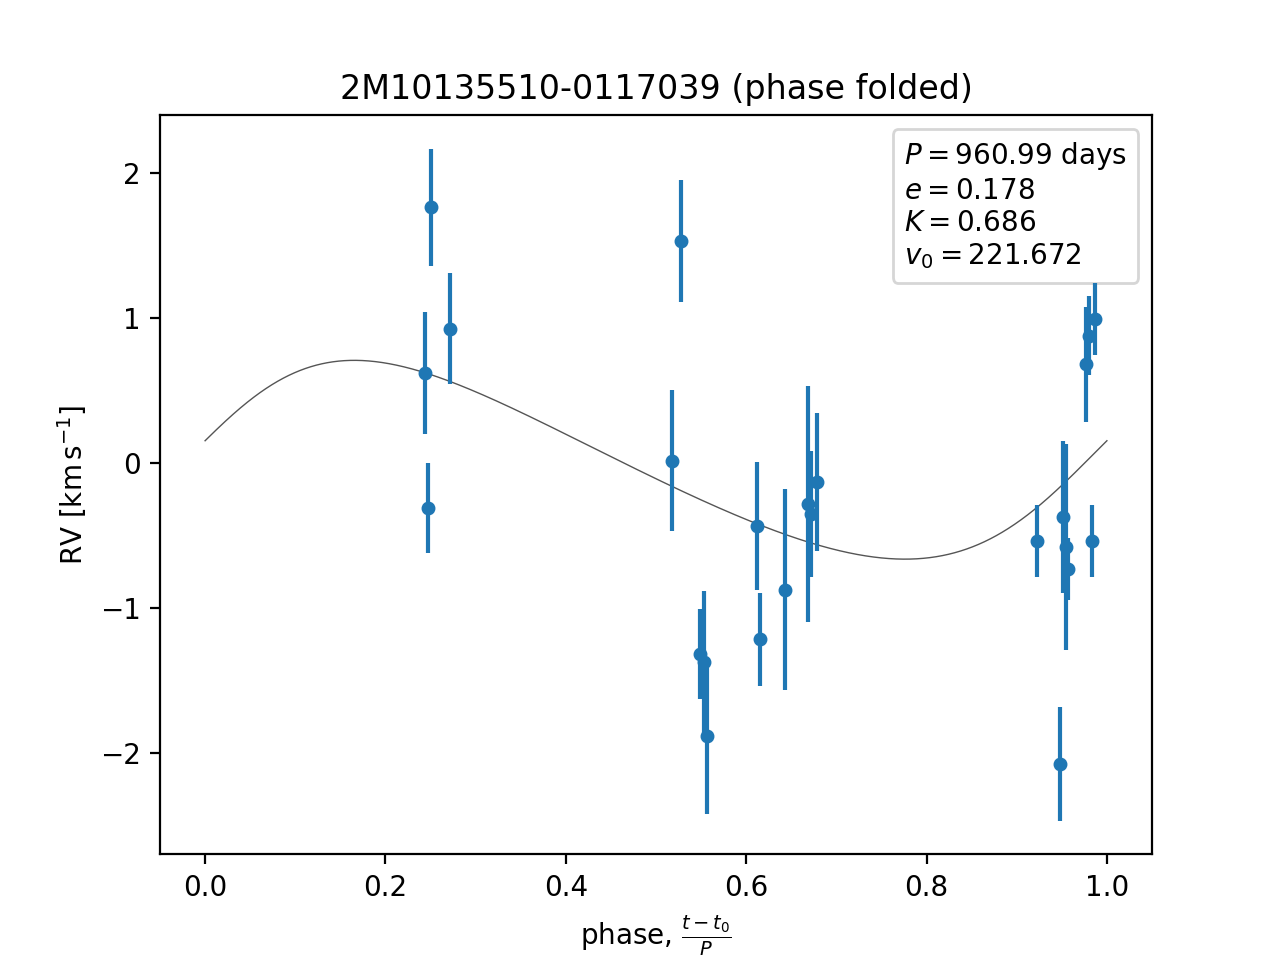 2M10135510-0117039 (phase folded)
P = 960.99 days
e = 0.178
K = 0.686
v₀ = 221.672
2
1
0
−1
−2
RV [km s⁻¹]
0.0 0.2 0.4 0.6 0.8 1.0
phase, (t − t₀)/P